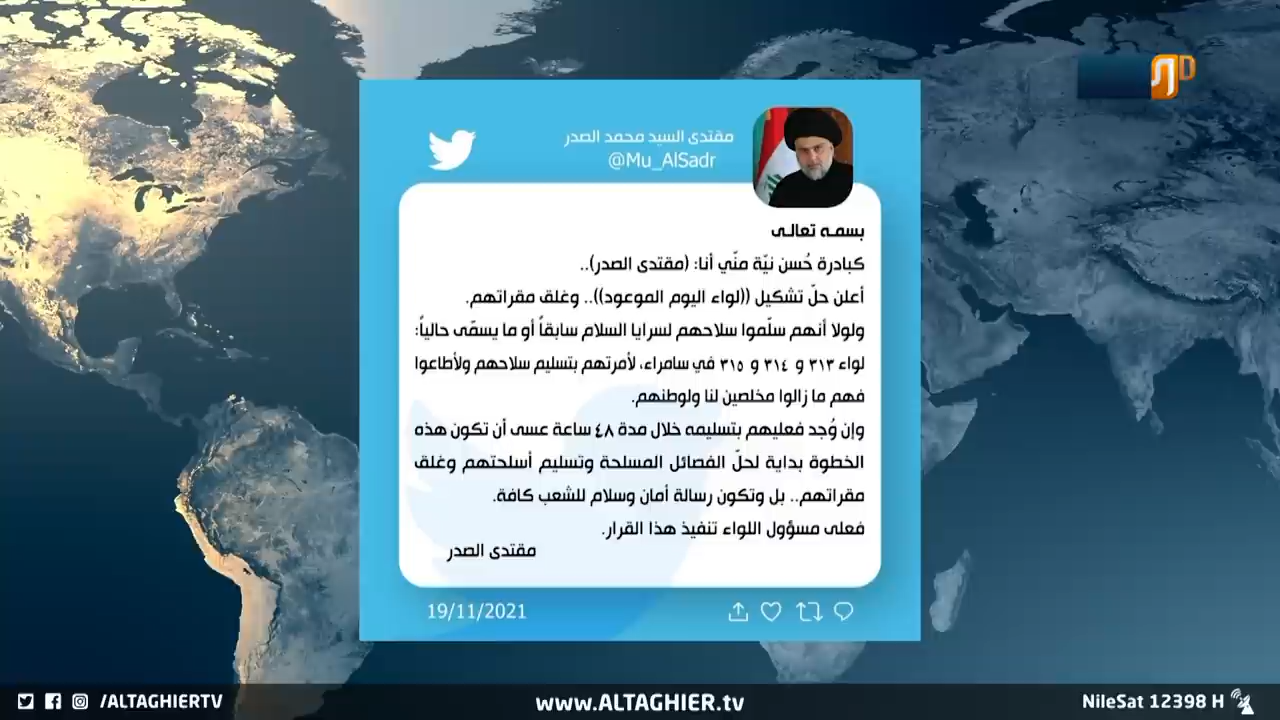 مقتدى السيد محمد الصدر
@Mu_AlSadr
بسمه تعالى
كبادرة حُسن نيّة منّي أنا: (مقتدى الصدر)..
أعلن حلّ تشكيل ((لواء اليوم الموعود)).. وغلق مقراتهم.
ولولا أنهم سلّموا سلاحهم لسرايا السلام سابقاً أو ما يسمّى حالياً:
لواء ٣١٣ و ٣١٤ و ٣١٥ في سامراء، لأمرتهم بتسليم سلاحهم ولأطاعوا
فهم ما زالوا مخلصين لنا ولوطنهم.
وإن وُجد فعليهم بتسليمه خلال مدة ٤٨ ساعة عسى أن تكون هذه
الخطوة بداية لحلّ الفصائل المسلحة وتسليم أسلحتهم وغلق
مقراتهم.. بل وتكون رسالة أمان وسلام للشعب كافة.
فعلى مسؤول اللواء تنفيذ هذا القرار.
مقتدى الصدر
19/11/2021
/ALTAGHIERTV
www.ALTAGHIER.tv
NileSat 12398 H